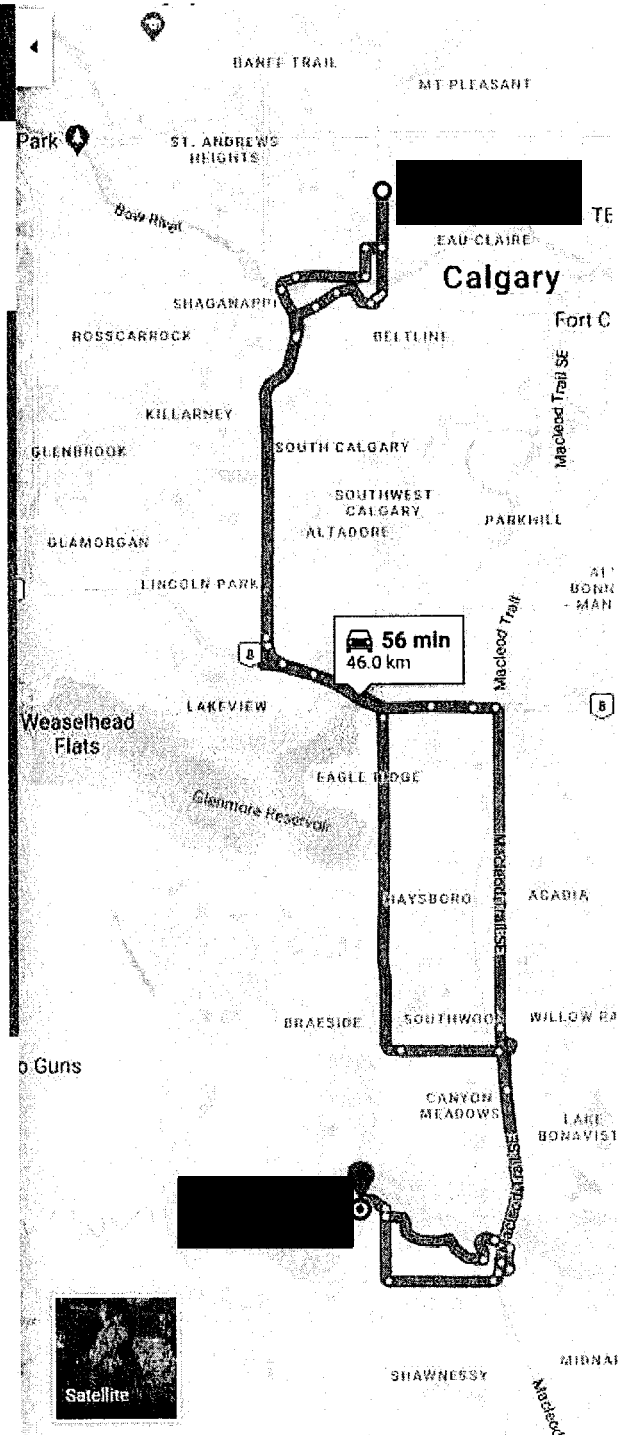 BANFF TRAIL
MT PLEASANT
Park
ST. ANDREWS
HEIGHTS
Bow River
TE
EAU CLAIRE
Calgary
SHAGANAPPI
Fort C
ROSSCARROCK
BELTLINE
Macleod Trail SE
KILLARNEY
GLENBROOK
SOUTH CALGARY
SOUTHWEST
CALGARY
PARKHILL
ALTADORE
GLAMORGAN
LINCOLN PARK
BONN
- MAN
Macleod Trail
56 min
46.0 km
8
8
LAKEVIEW
Weaselhead
Flats
EAGLE RIDGE
Glenmore Reservoir
Macleod Trail SE
HAYSBORO
ACADIA
BRAESIDE
SOUTHWOO
WILLOW PA
o Guns
CANYON
MEADOWS
LAKE
BONAVIST
Macleod Trail SE
Satellite
SHAWNESSY
MIDNAP
Macleod